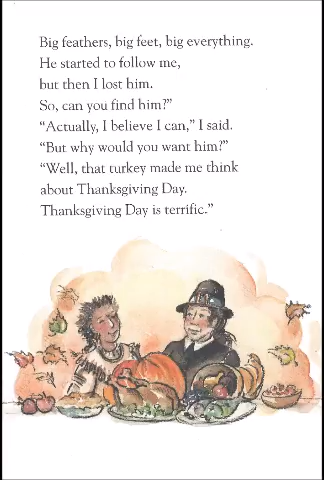 Big feathers, big feet, big everything.
He started to follow me,
but then I lost him.
So, can you find him?”
“Actually, I believe I can,” I said.
“But why would you want him?”
“Well, that turkey made me think
about Thanksgiving Day.
Thanksgiving Day is terrific.”